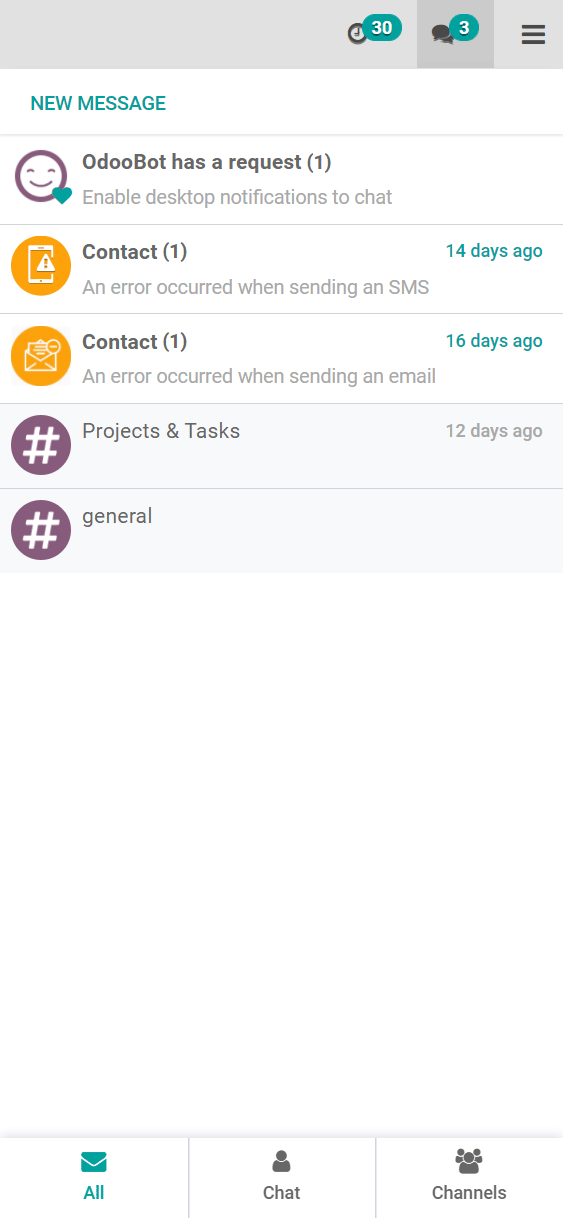 30
3
NEW MESSAGE
OdooBot has a request (1)
Enable desktop notifications to chat
Contact (1)
14 days ago
An error occurred when sending an SMS
Contact (1)
16 days ago
An error occurred when sending an email
Projects & Tasks
12 days ago
general
All
Chat
Channels